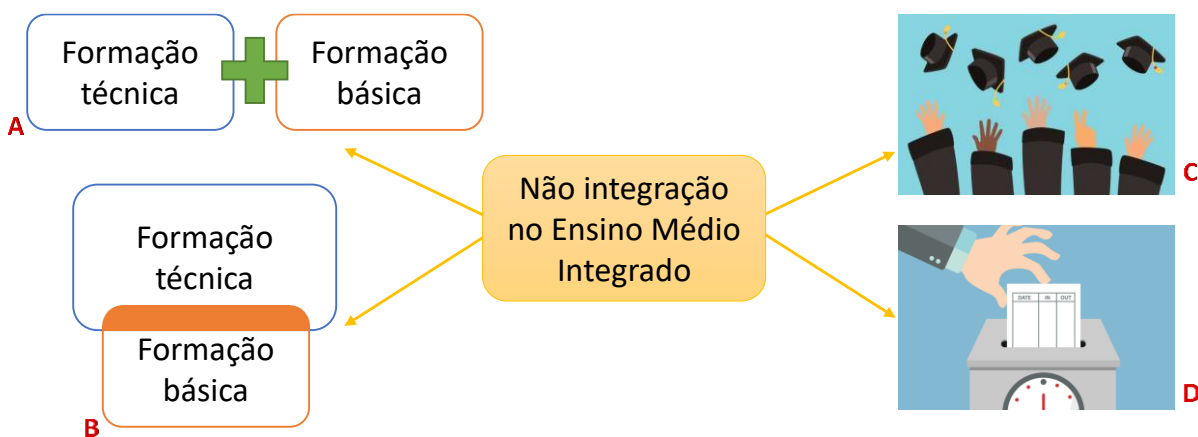 Formação
técnica
Formação
básica
A
Formação
técnica
Formação
básica
B
Não integração
no Ensino Médio
Integrado
C
DATE IN OUT
D